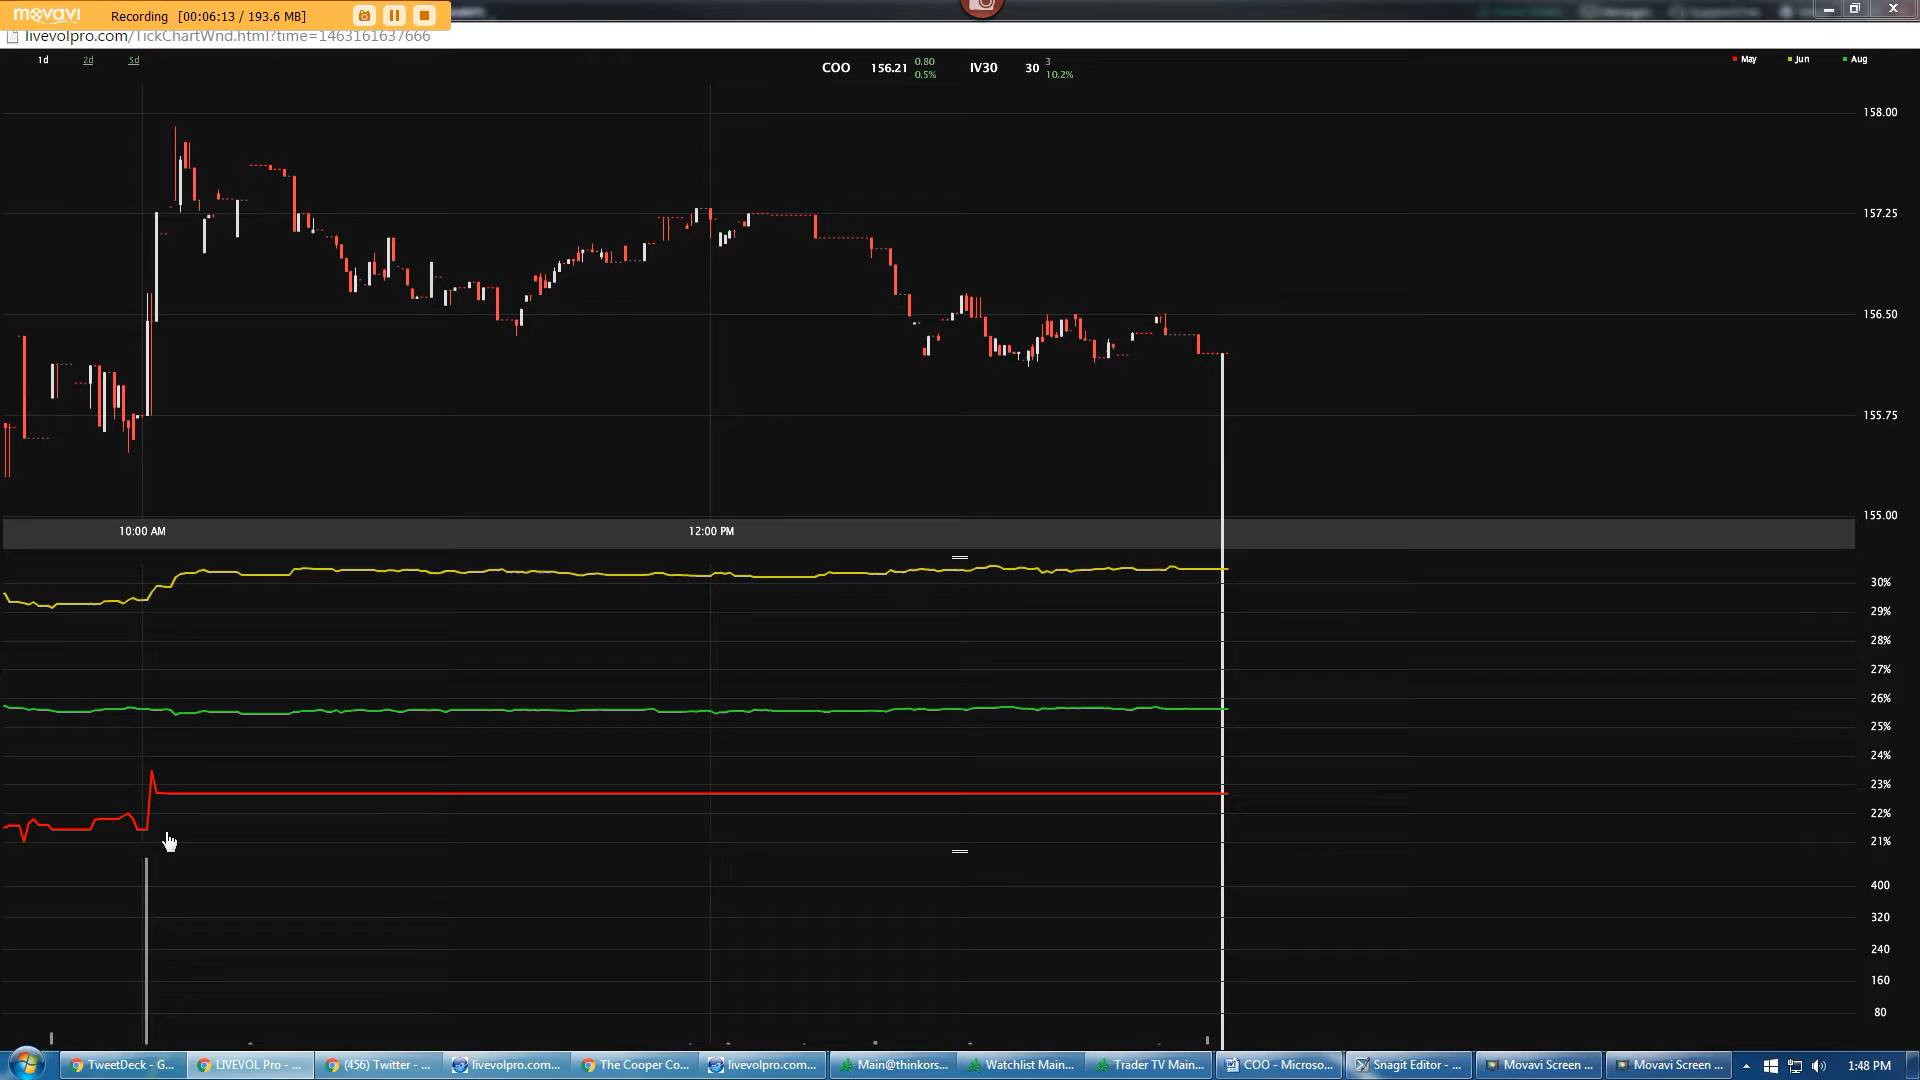 movavi Recording [00:06:13 / 193.6 MB]
livevolpro.com/TickChartWnd.html?time=1463161637666
1d 2d 5d
COO 156.21 0.80 0.5% IV30 30 3 10.2%
May Jun Aug
158.00
157.25
156.50
155.75
155.00
10:00 AM 12:00 PM
30%
29%
28%
27%
26%
25%
24%
23%
22%
21%
400
320
240
160
80
TweetDeck - G... LIVEVOL Pro - ... (456) Twitter - ... livevolpro.com... The Cooper Co... livevolpro.com... Main@thinkors... Watchlist Main... Trader TV Main... COO - Microso... Snagit Editor - ... Movavi Screen ... Movavi Screen ... 1:48 PM